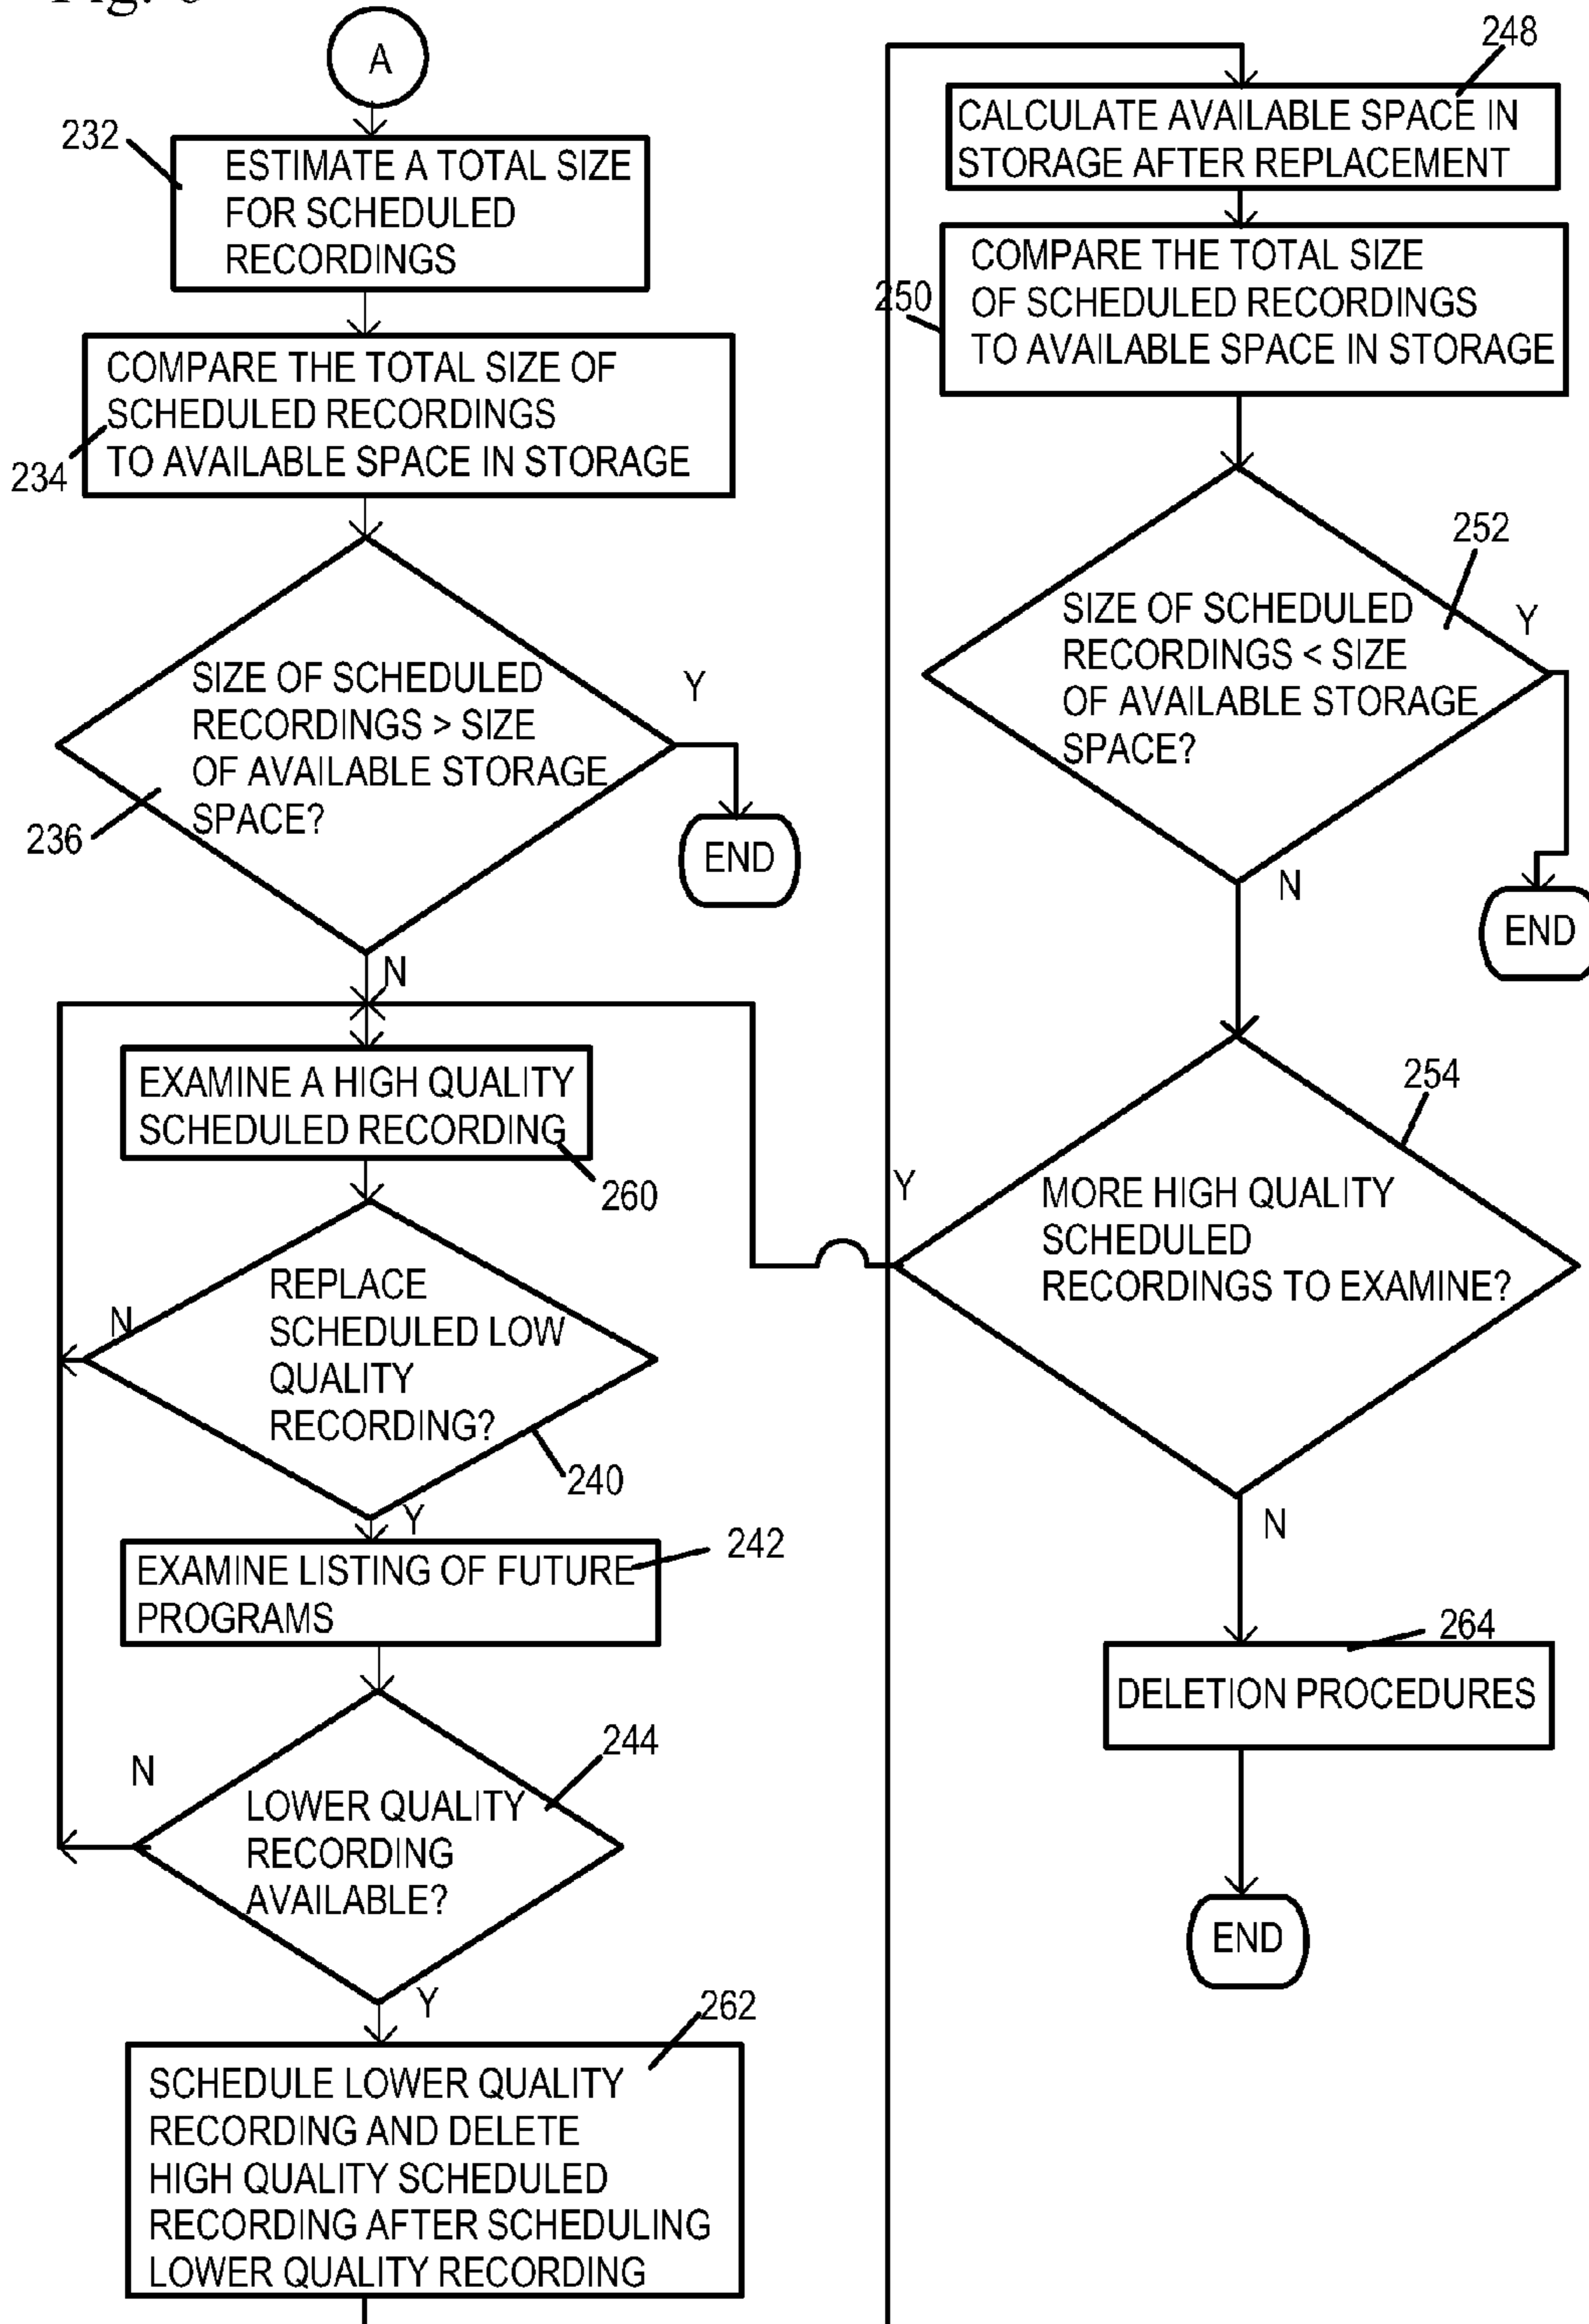 A
232
ESTIMATE A TOTAL SIZE
FOR SCHEDULED
RECORDINGS
COMPARE THE TOTAL SIZE OF
SCHEDULED RECORDINGS
TO AVAILABLE SPACE IN STORAGE
234
SIZE OF SCHEDULED
RECORDINGS > SIZE
OF AVAILABLE STORAGE
SPACE?
Y
236
END
N
EXAMINE A HIGH QUALITY
SCHEDULED RECORDING
260
REPLACE
SCHEDULED LOW
QUALITY
RECORDING?
N
240
Y
EXAMINE LISTING OF FUTURE
PROGRAMS
242
244
N
LOWER QUALITY
RECORDING
AVAILABLE?
Y
262
SCHEDULE LOWER QUALITY
RECORDING AND DELETE
HIGH QUALITY SCHEDULED
RECORDING AFTER SCHEDULING
LOWER QUALITY RECORDING
248
CALCULATE AVAILABLE SPACE IN
STORAGE AFTER REPLACEMENT
250
COMPARE THE TOTAL SIZE
OF SCHEDULED RECORDINGS
TO AVAILABLE SPACE IN STORAGE
252
SIZE OF SCHEDULED
RECORDINGS < SIZE
OF AVAILABLE STORAGE
SPACE?
Y
N
END
254
Y
MORE HIGH QUALITY
SCHEDULED
RECORDINGS TO EXAMINE?
N
264
DELETION PROCEDURES
END